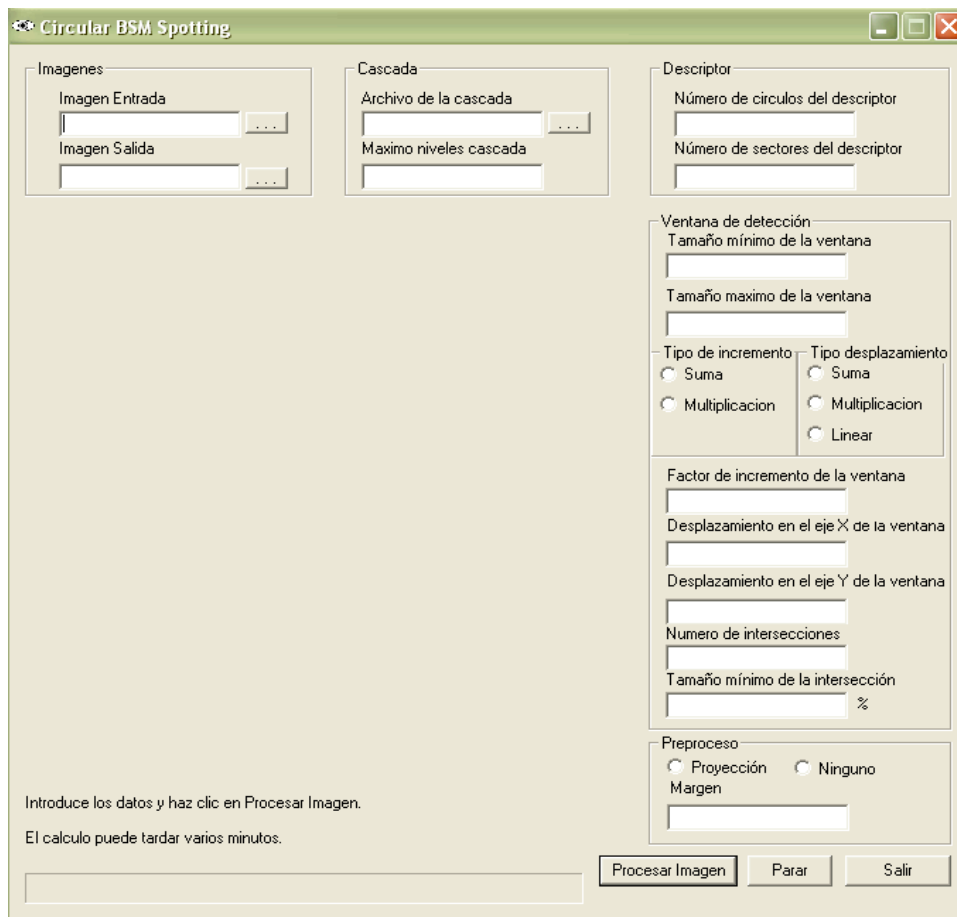 Circular BSM Spotting
Imagenes
Imagen Entrada
...
Imagen Salida
...
Cascada
Archivo de la cascada
...
Maximo niveles cascada
Descriptor
Número de circulos del descriptor
Número de sectores del descriptor
Ventana de detección
Tamaño mínimo de la ventana
Tamaño maximo de la ventana
Tipo de incremento
Suma
Multiplicacion
Tipo desplazamiento
Suma
Multiplicacion
Linear
Factor de incremento de la ventana
Desplazamiento en el eje X de la ventana
Desplazamiento en el eje Y de la ventana
Numero de intersecciones
Tamaño mínimo de la intersección
%
Preproceso
Proyección Ninguno
Margen
Introduce los datos y haz clic en Procesar Imagen.
El calculo puede tardar varios minutos.
Procesar Imagen Parar Salir